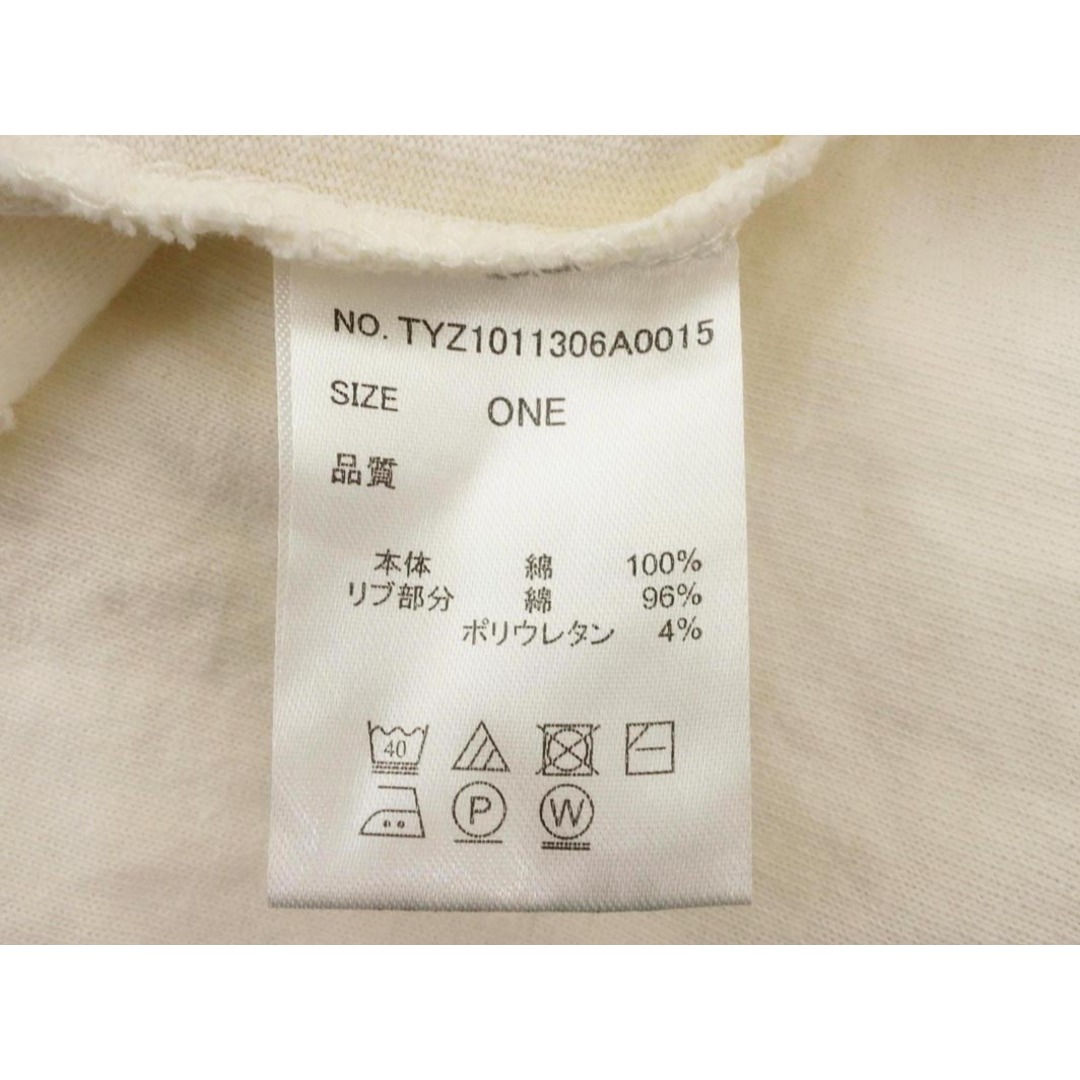 NO. TYZ1011306A0015
SIZE ONE
品質
本体 綿 100%
リブ部分 綿 96%
ポリウレタン 4%
40
P W